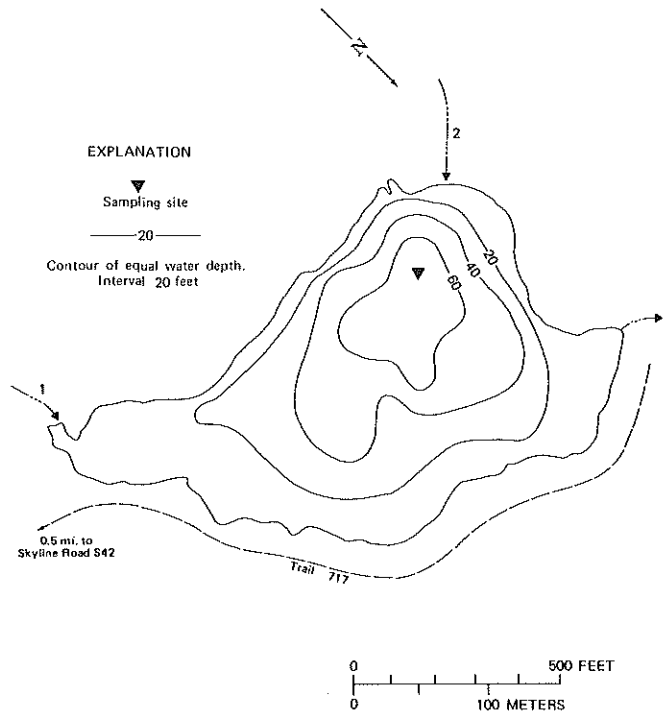 N
2
EXPLANATION
Sampling site
20
Contour of equal water depth.
Interval 20 feet
20
40
60
1
0.5 mi. to
Skyline Road S42
Trail 717
0 500 FEET
0 100 METERS